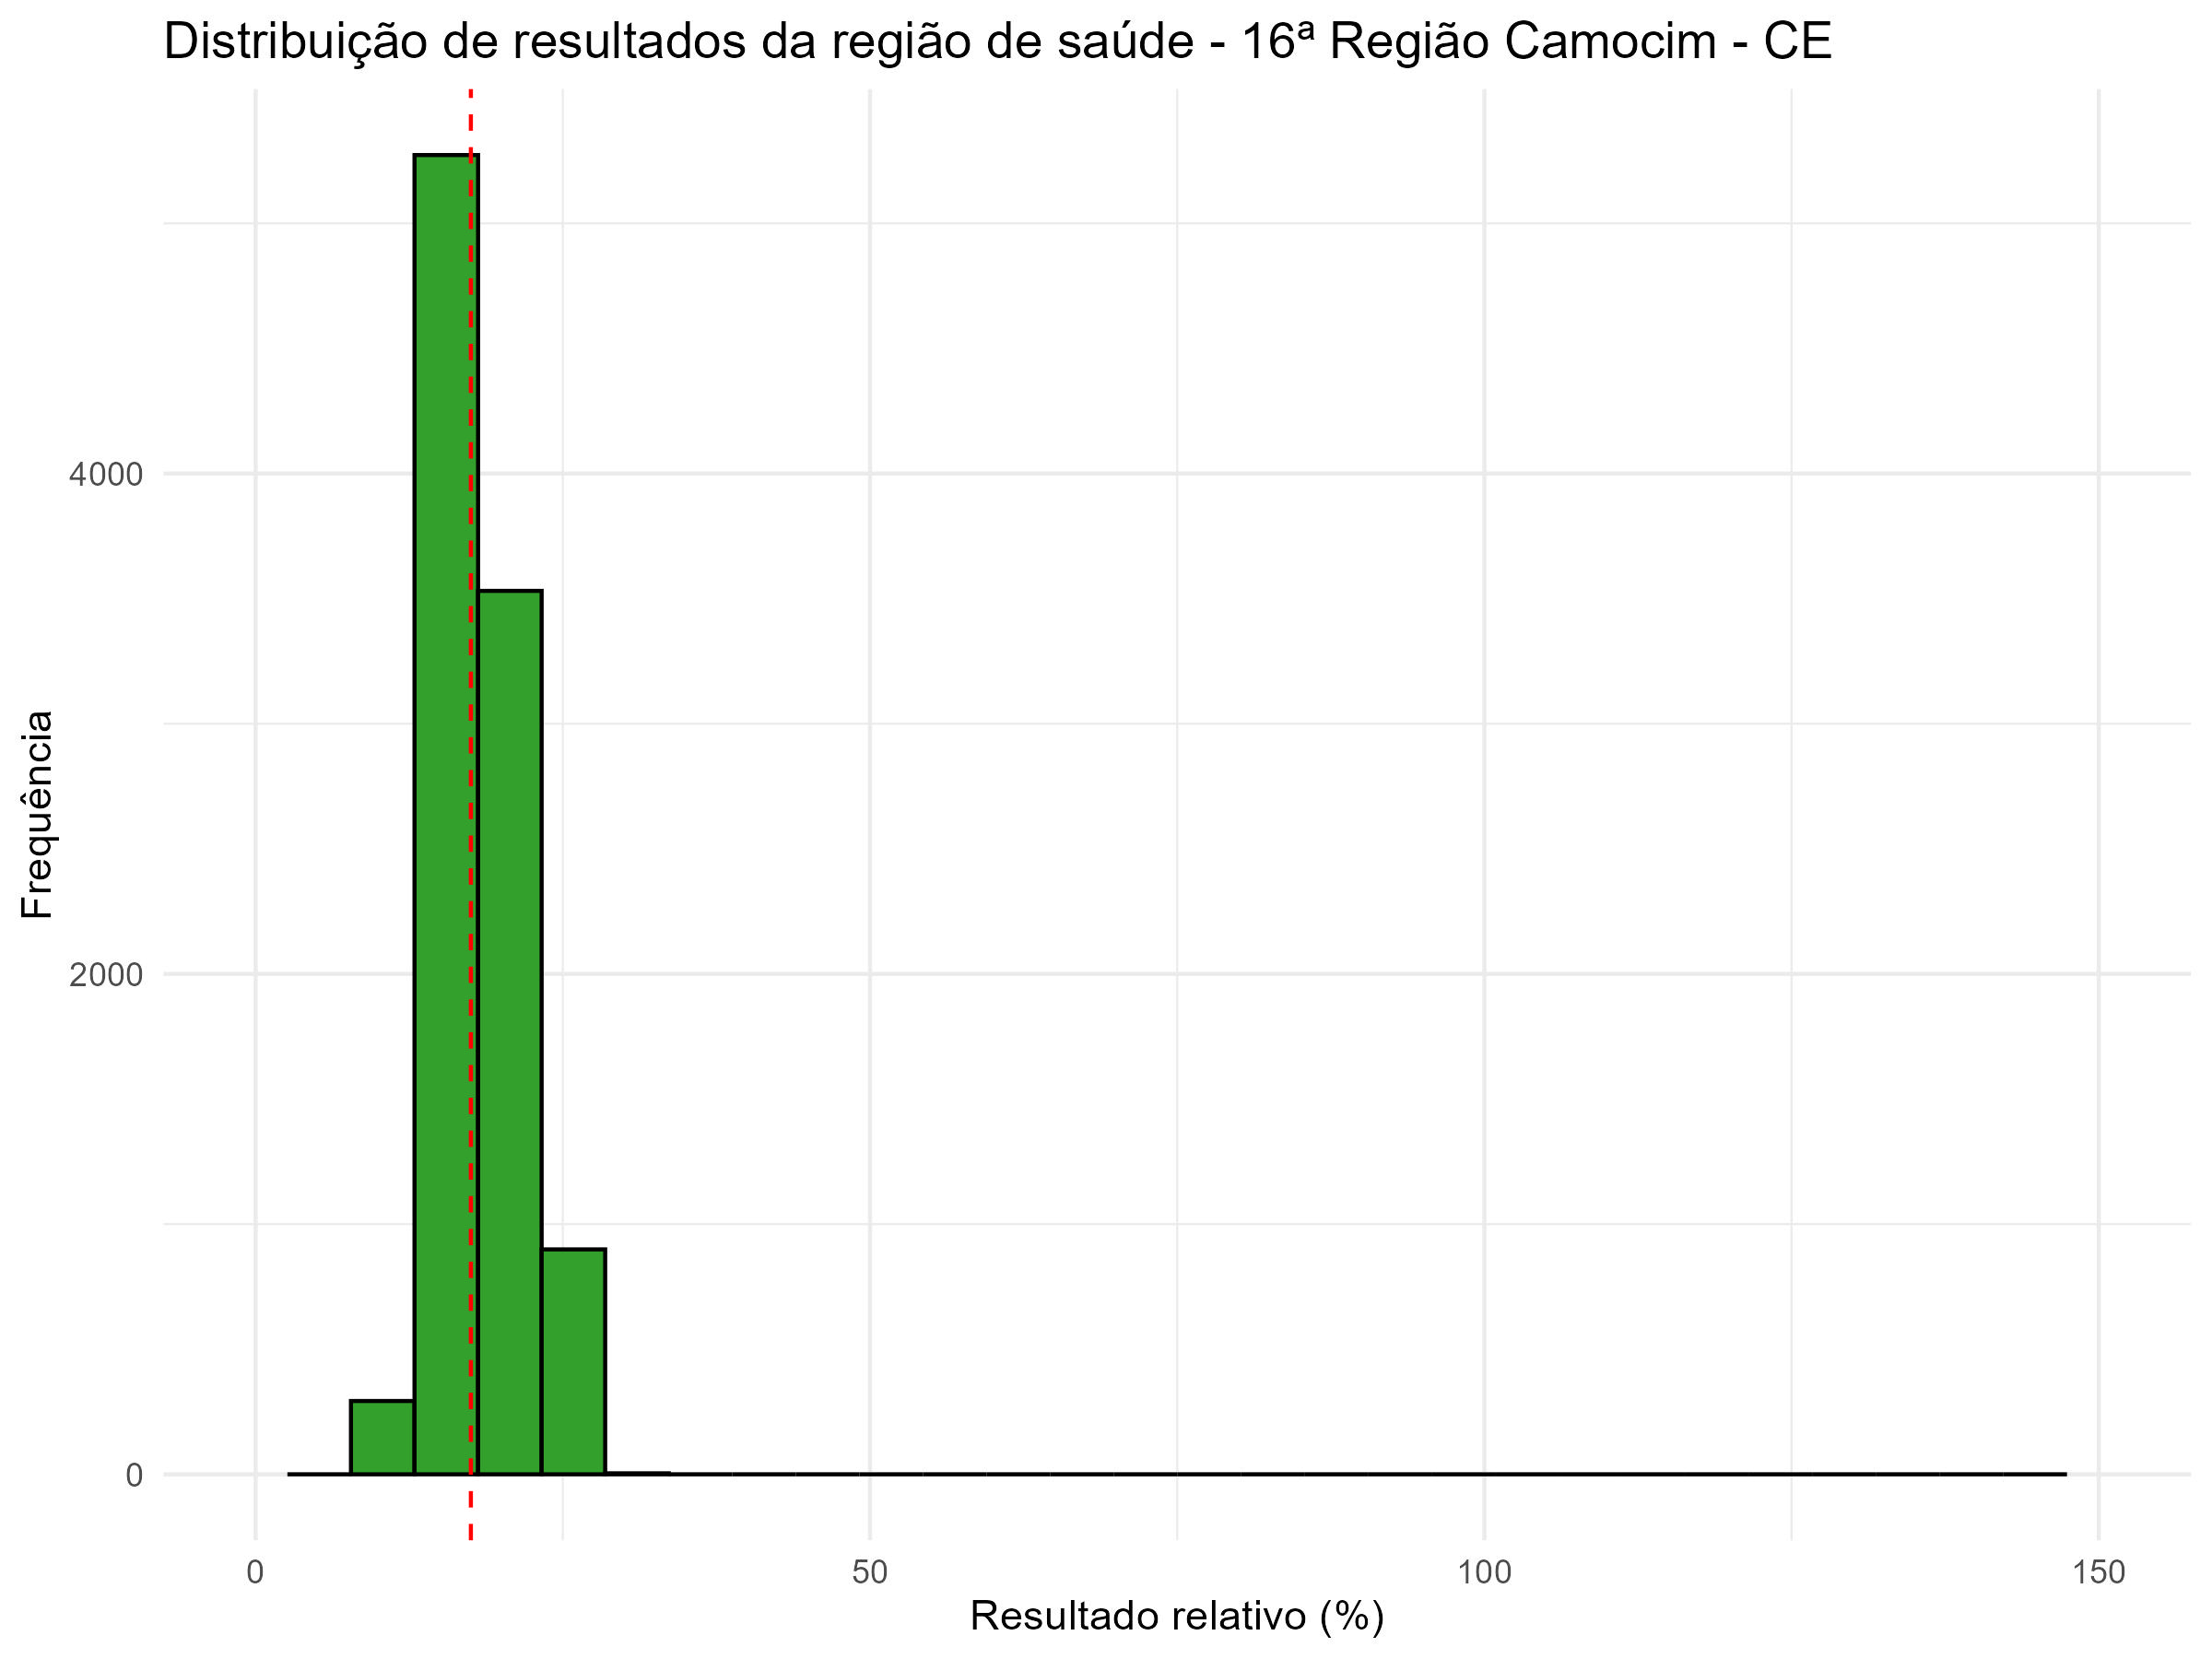 Distribuição de resultados da região de saúde - 16ª Região Camocim - CE
Frequência
4000
2000
0
0 50 100 150
Resultado relativo (%)